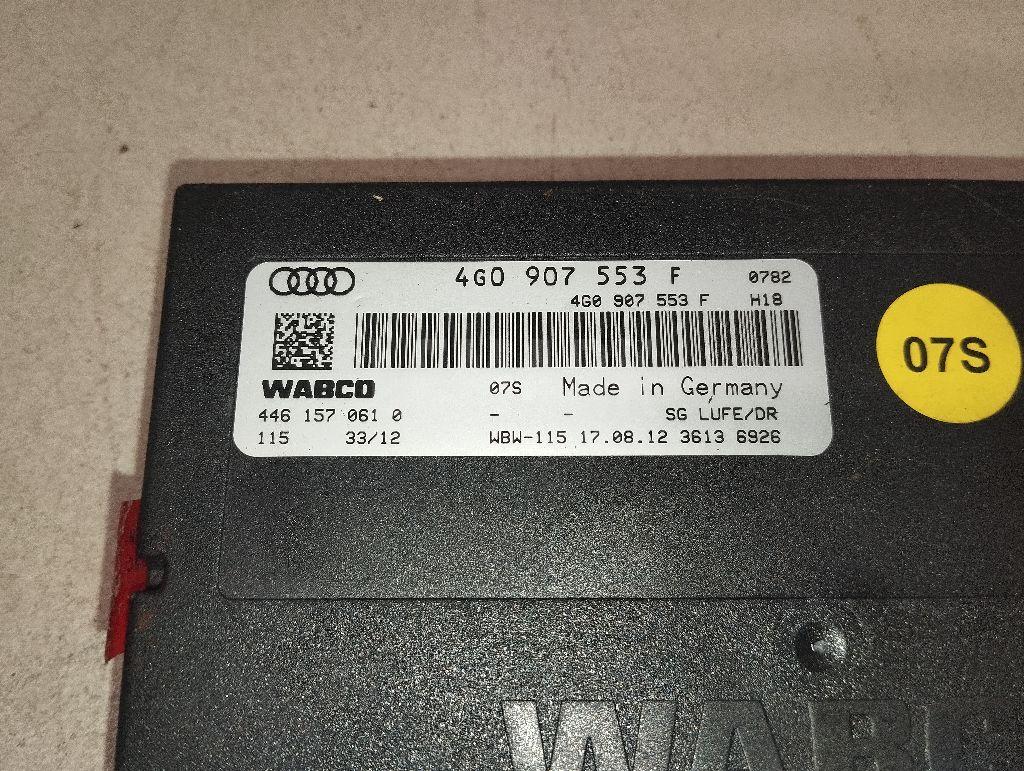 4G0 907 553 F 0782
4G0 907 553 F H18
WABCO 07S Made in Germany
446 157 061 0 - - SG LUFE/DR
115 33/12 WBW-115 17.08.12 3613 6926
07S
WABC